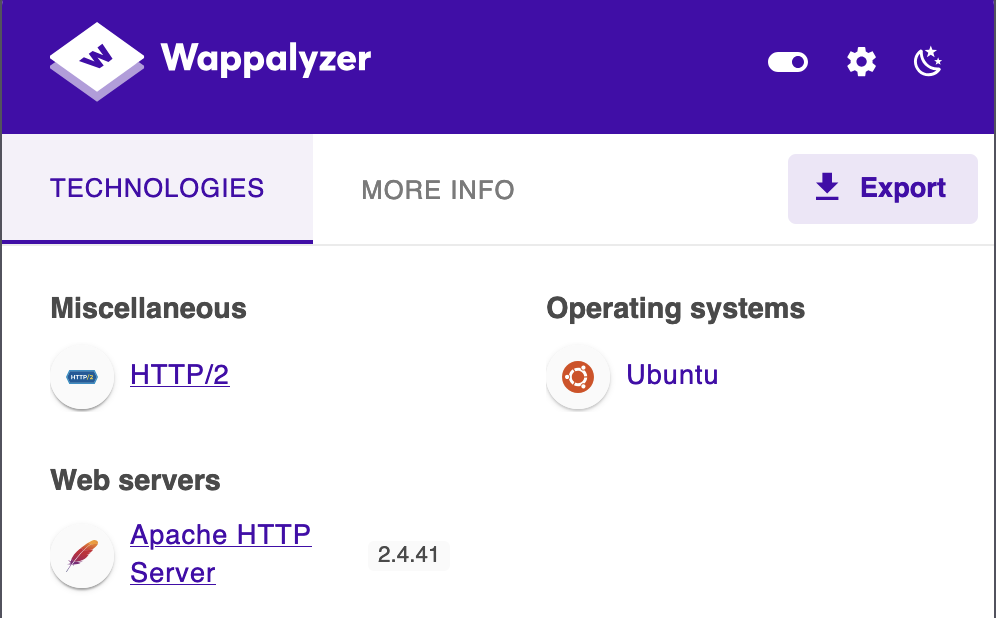 Wappalyzer
TECHNOLOGIES
MORE INFO
Export
Miscellaneous
HTTP/2
HTTP/2
Operating systems
Ubuntu
Web servers
Apache HTTP
Server
2.4.41